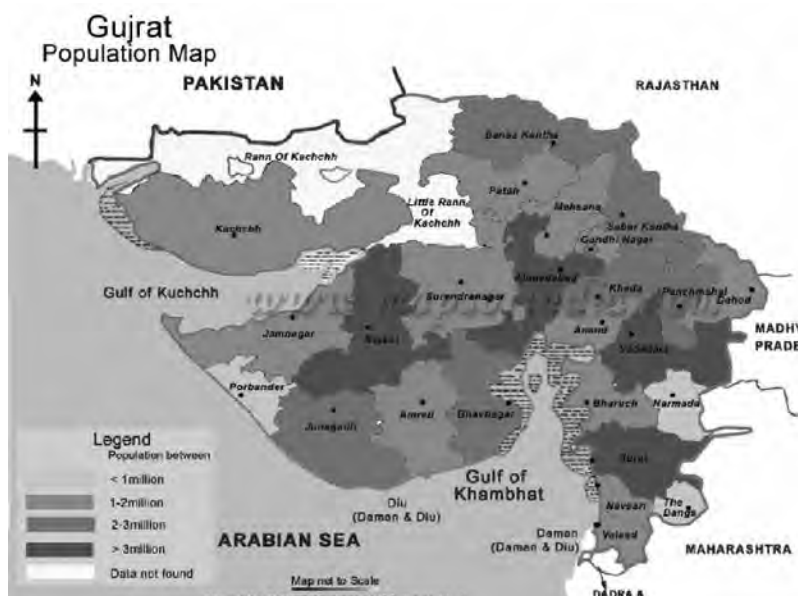 Gujrat
Population Map
N
PAKISTAN
RAJASTHAN
Rann Of Kachchh
Banas Kantha
Patan
Mehsana
Little Rann
Of
Kachchh
Sabar Kantha
Gandhi Nagar
Kachchh
Ahmedabad
Gulf of Kuchchh
Surendranagar
Kheda
Panchmahal
Dahod
Jamnagar
Rajkot
Anand
Vadodara
MADHY
PRADE
Porbander
Junagadh
Amreli
Bhavnagar
Bharuch
Narmada
Legend
Population between
< 1million
1-2million
2-3million
> 3million
Data not found
Surat
Gulf of
Khambhat
Diu
(Daman & Diu)
Navsari
The
Dangs
ARABIAN SEA
Daman
(Daman & Diu)
Valsad
MAHARASHTRA
Map not to Scale
DADRA &